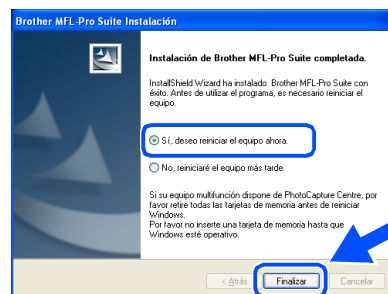 Brother MFL-Pro Suite Instalación
Instalación de Brother MFL-Pro Suite completada.
InstallShield Wizard ha instalado Brother MFL-Pro Suite con
éxito. Antes de utilizar el programa, es necesario reiniciar el
equipo.
Sí, deseo reiniciar el equipo ahora.
No, reiniciaré el equipo más tarde.
Si su equipo multifunción dispone de PhotoCapture Centre, por
favor retire todas las tarjetas de memoria antes de reiniciar
Windows.
Por favor no inserte una tarjeta de memoria hasta que
Windows esté operativo.
< Atrás Finalizar Cancelar